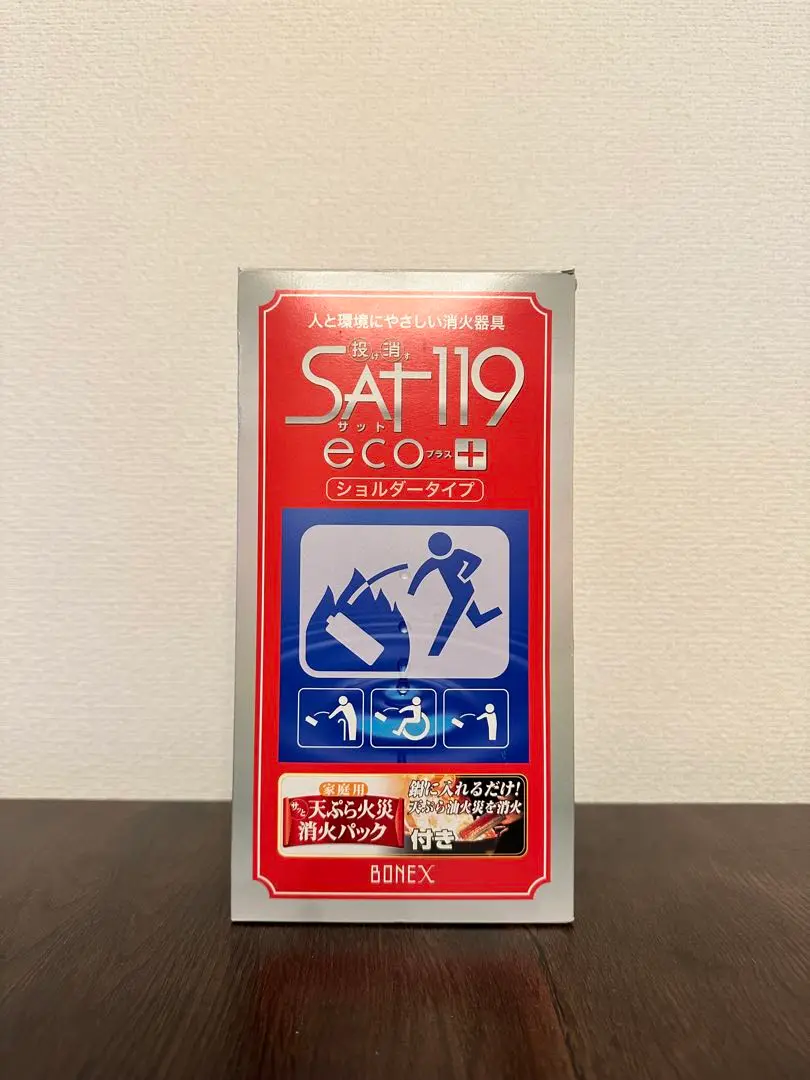 人と環境にやさしい消火器具
投げ消す
SAT119
サット
ecoプラス+
ショルダータイプ
家庭用
サッと
天ぷら火災
消火パック
鍋に入れるだけ!
天ぷら油火災を消火
付き
BONEX